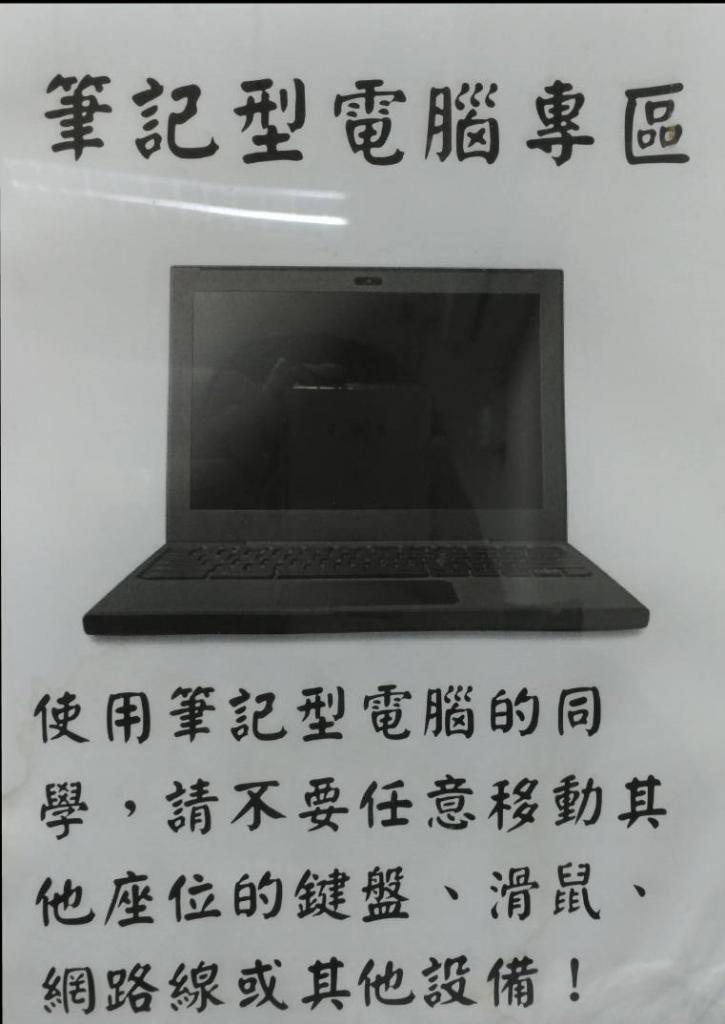 筆記型電腦專區
使用筆記型電腦的同
學，請不要任意移動其
他座位的鍵盤、滑鼠、
網路線或其他設備！